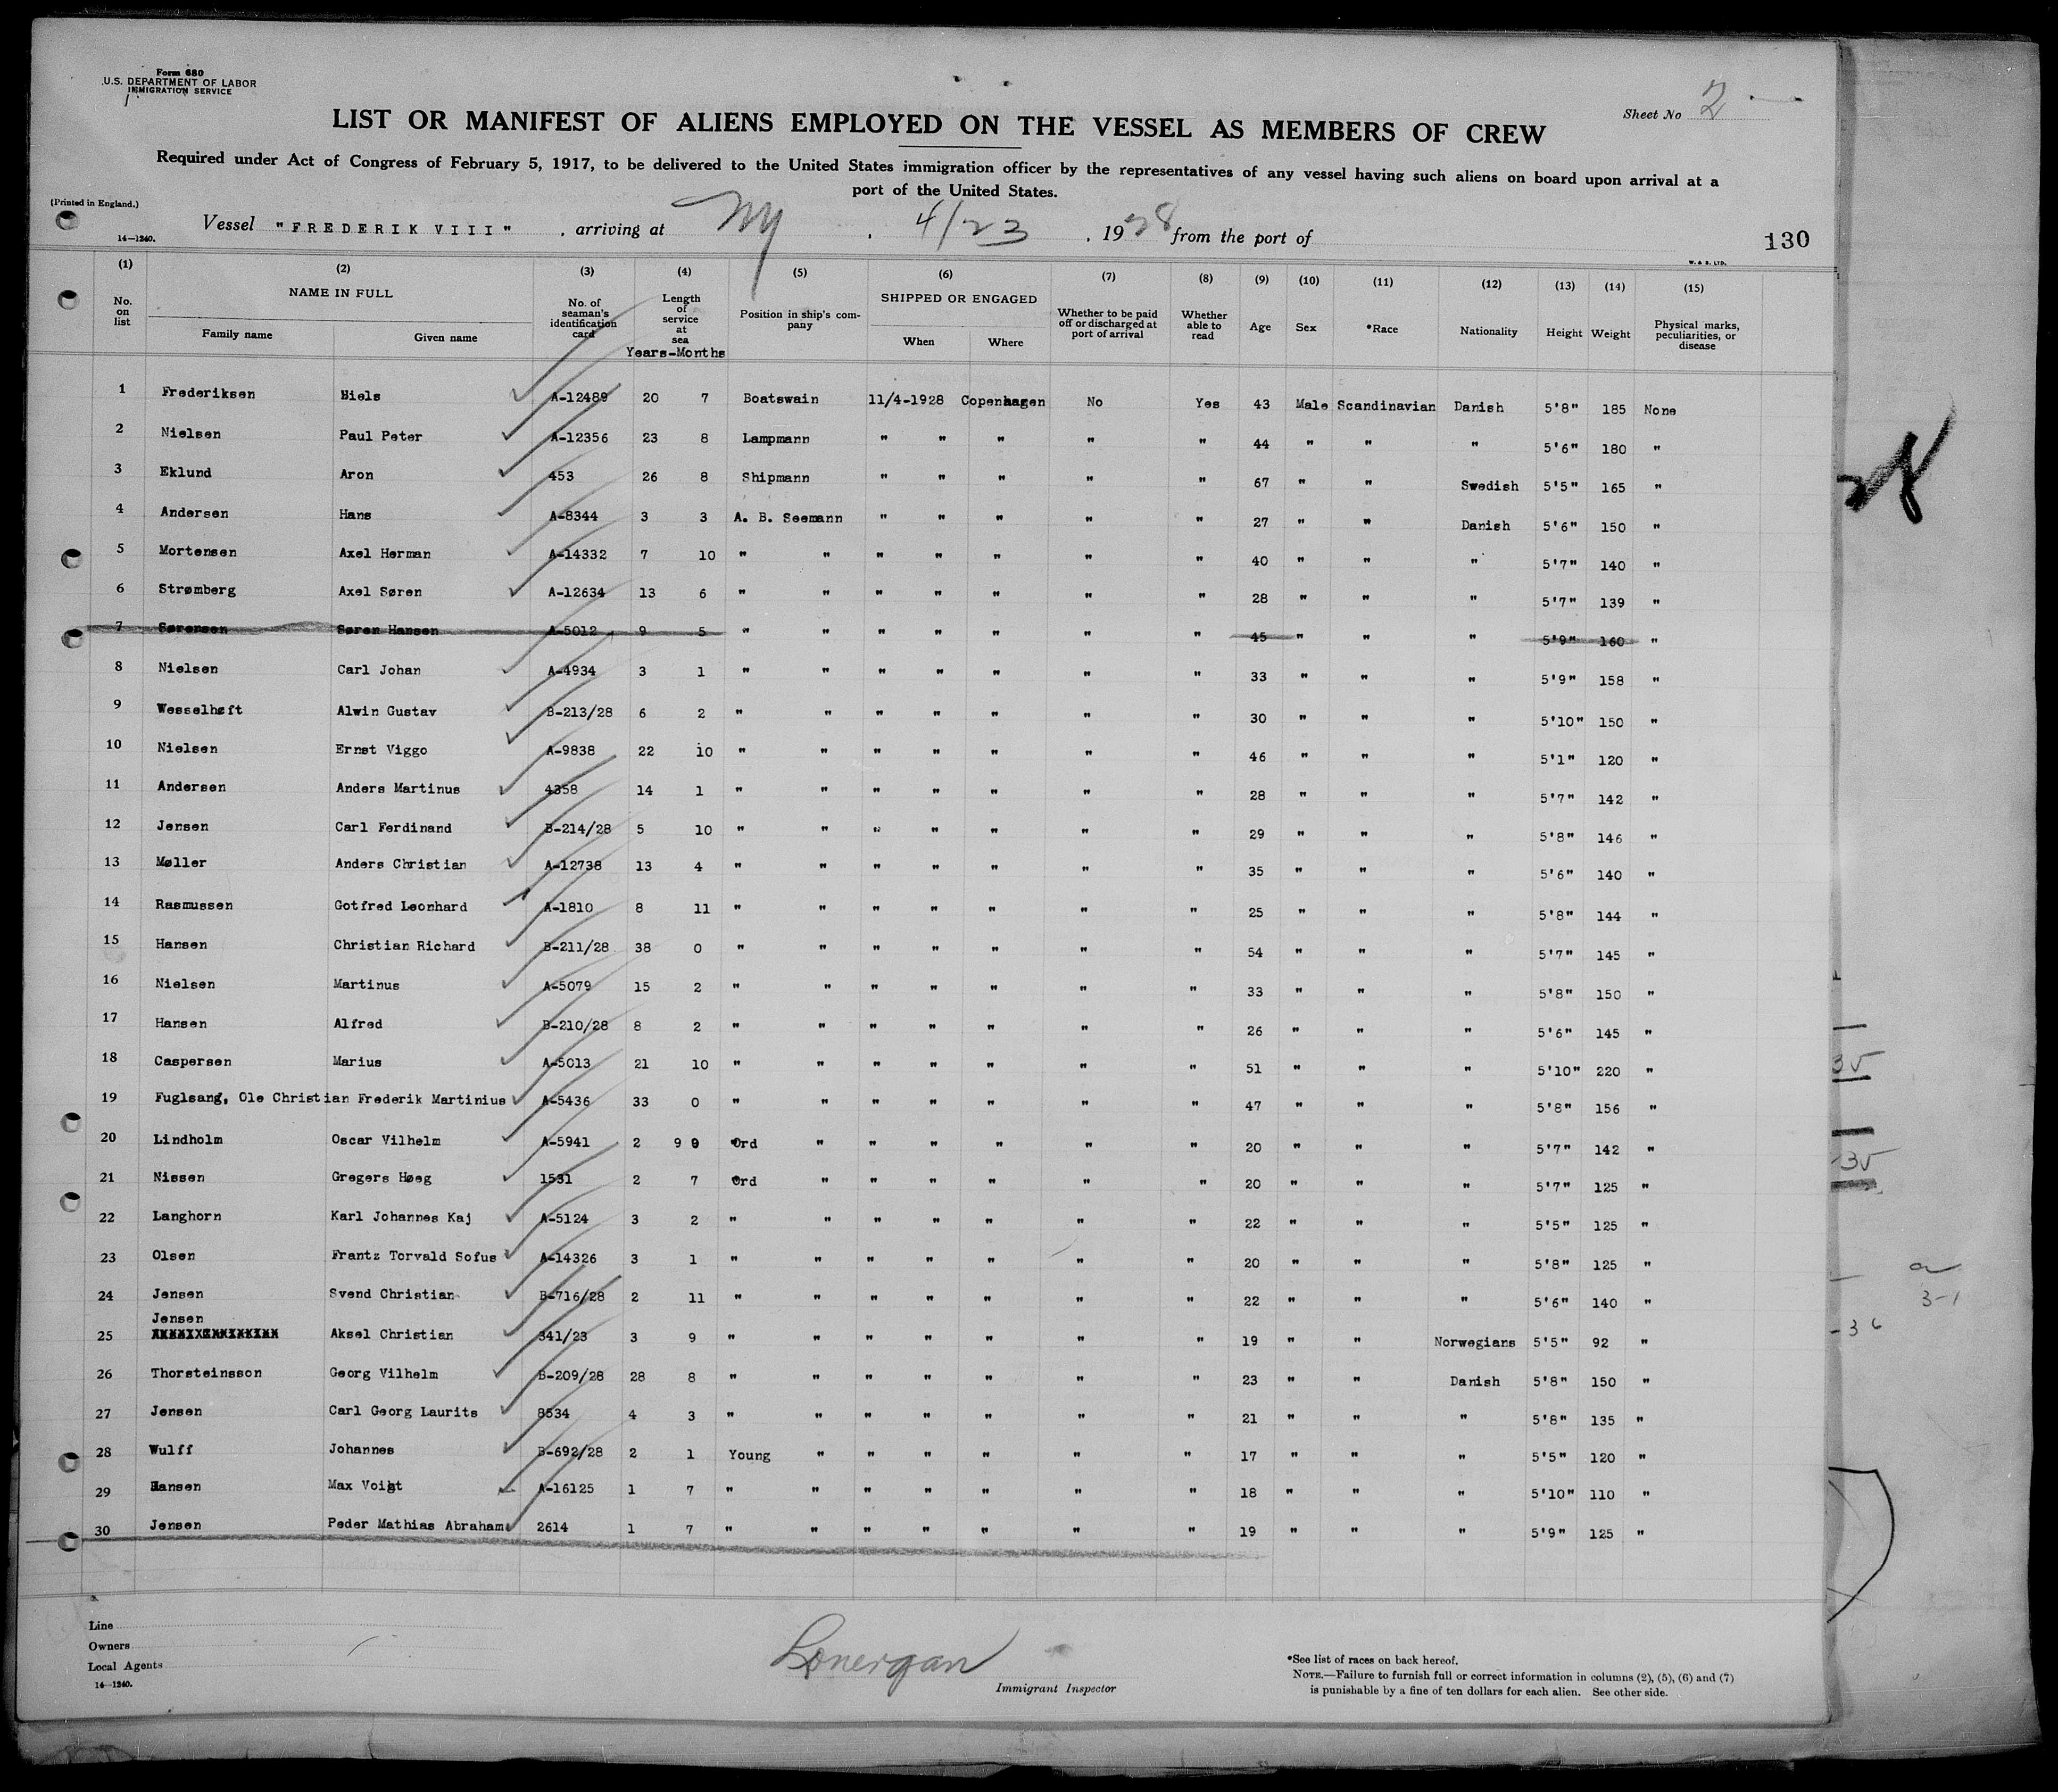 Form 680
U.S. DEPARTMENT OF LABOR
IMMIGRATION SERVICE
Sheet No 2
LIST OR MANIFEST OF ALIENS EMPLOYED ON THE VESSEL AS MEMBERS OF CREW
Required under Act of Congress of February 5, 1917, to be delivered to the United States immigration officer by the representatives of any vessel having such aliens on board upon arrival at a
port of the United States.
(Printed in England.)
Vessel "FREDERIK VIII", arriving at NY, 4/23, 1928 from the port of
14—1240.
130
W. & S. LTD.
(1) (2) (3) (4) (5) (6) (7) (8) (9) (10) (11) (12) (13) (14) (15)
No. on list NAME IN FULL Family name Given name No. of seaman's identification card Length of service at sea Years-Months Position in ship's company SHIPPED OR ENGAGED When Where Whether to be paid off or discharged at port of arrival Whether able to read Age Sex *Race Nationality Height Weight Physical marks, peculiarities, or disease
1 Frederiksen Niels A-12489 20 7 Boatswain 11/4-1928 Copenhagen No Yes 43 Male Scandinavian Danish 5'8" 185 None
2 Nielsen Paul Peter A-12356 23 8 Lampmann " " " " " 44 " " " 5'6" 180 "
3 Eklund Aron 453 26 8 Shipmann " " " " " 67 " " Swedish 5'5" 165 "
4 Andersen Hans A-8344 3 3 A. B. Seemann " " " " " 27 " " Danish 5'6" 150 "
5 Mortensen Axel Herman A-14332 7 10 " " " " " " " 40 " " " 5'7" 140 "
6 Strømberg Axel Søren A-12634 13 6 " " " " " " " 28 " " " 5'7" 139 "
7 Sørensen Søren Hansen A-5012 9 5 " " " " " " " 45 " " " 5'9" 160 "
8 Nielsen Carl Johan A-4934 3 1 " " " " " " " 33 " " " 5'9" 158 "
9 Wesselhøft Alwin Gustav B-213/28 6 2 " " " " " " " 30 " " " 5'10" 150 "
10 Nielsen Ernst Viggo A-9838 22 10 " " " " " " " 46 " " " 5'1" 120 "
11 Andersen Anders Martinus 4358 14 1 " " " " " " " 28 " " " 5'7" 142 "
12 Jensen Carl Ferdinand B-214/28 5 10 " " " " " " " 29 " " " 5'8" 146 "
13 Møller Anders Christian A-12738 13 4 " " " " " " " 35 " " " 5'6" 140 "
14 Rasmussen Gotfred Leonhard A-1810 8 11 " " " " " " " 25 " " " 5'8" 144 "
15 Hansen Christian Richard B-211/28 38 0 " " " " " " " 54 " " " 5'7" 145 "
16 Nielsen Martinus A-5079 15 2 " " " " " " " 33 " " " 5'8" 150 "
17 Hansen Alfred B-210/28 8 2 " " " " " " " 26 " " " 5'6" 145 "
18 Caspersen Marius A-5013 21 10 " " " " " " " 51 " " " 5'10" 220 "
19 Fuglsang, Ole Christian Frederik Martinius A-5436 33 0 " " " " " " " 47 " " " 5'8" 156 "
20 Lindholm Oscar Vilhelm A-5941 2 9 Ord " " " " " " 20 " " " 5'7" 142 "
21 Nissen Gregers Høeg 1531 2 7 Ord " " " " " " 20 " " " 5'7" 125 "
22 Langhorn Karl Johannes Kaj A-5124 3 2 " " " " " " " 22 " " " 5'5" 125 "
23 Olsen Frantz Torvald Sofus A-14326 3 1 " " " " " " " 20 " " " 5'8" 125 "
24 Jensen Svend Christian B-716/28 2 11 " " " " " " " 22 " " " 5'6" 140 "
25 Jensen Aksel Christian 341/23 3 9 " " " " " " " 19 " " Norwegians 5'5" 92 "
26 Thorsteinsson Georg Vilhelm B-209/28 28 8 " " " " " " " 23 " " Danish 5'8" 150 "
27 Jensen Carl Georg Laurits 8534 4 3 " " " " " " " 21 " " " 5'8" 135 "
28 Wulff Johannes B-692/28 2 1 Young " " " " " " 17 " " " 5'5" 120 "
29 Hansen Max Voigt A-16125 1 7 " " " " " " " 18 " " " 5'10" 110 "
30 Jensen Peder Mathias Abraham 2614 1 7 " " " " " " " 19 " " " 5'9" 125 "
Line
Owners
Local Agents
14—1240.
Lonergan
Immigrant Inspector
*See list of races on back hereof.
NOTE.—Failure to furnish full or correct information in columns (2), (5), (6) and (7)
is punishable by a fine of ten dollars for each alien. See other side.
28
35
-35
3-1
-36